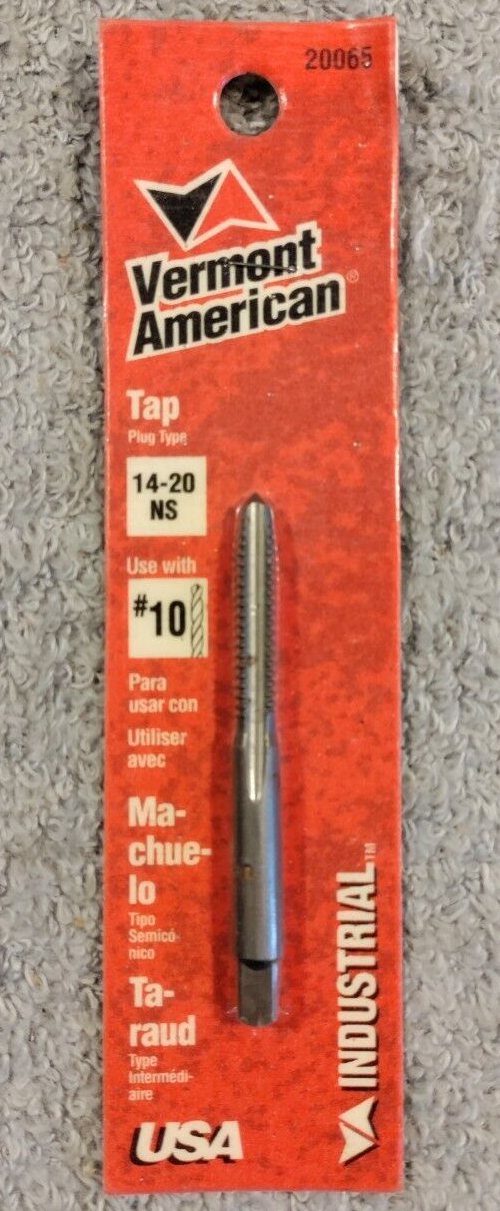 20065
Vermont
American®
Tap
Plug Type
14-20
NS
Use with
#10
Para
usar con
Utiliser
avec
Ma-
chue-
lo
Tipo
Semicó-
nico
Ta-
raud
Type
Intermédi-
aire
USA
INDUSTRIAL™